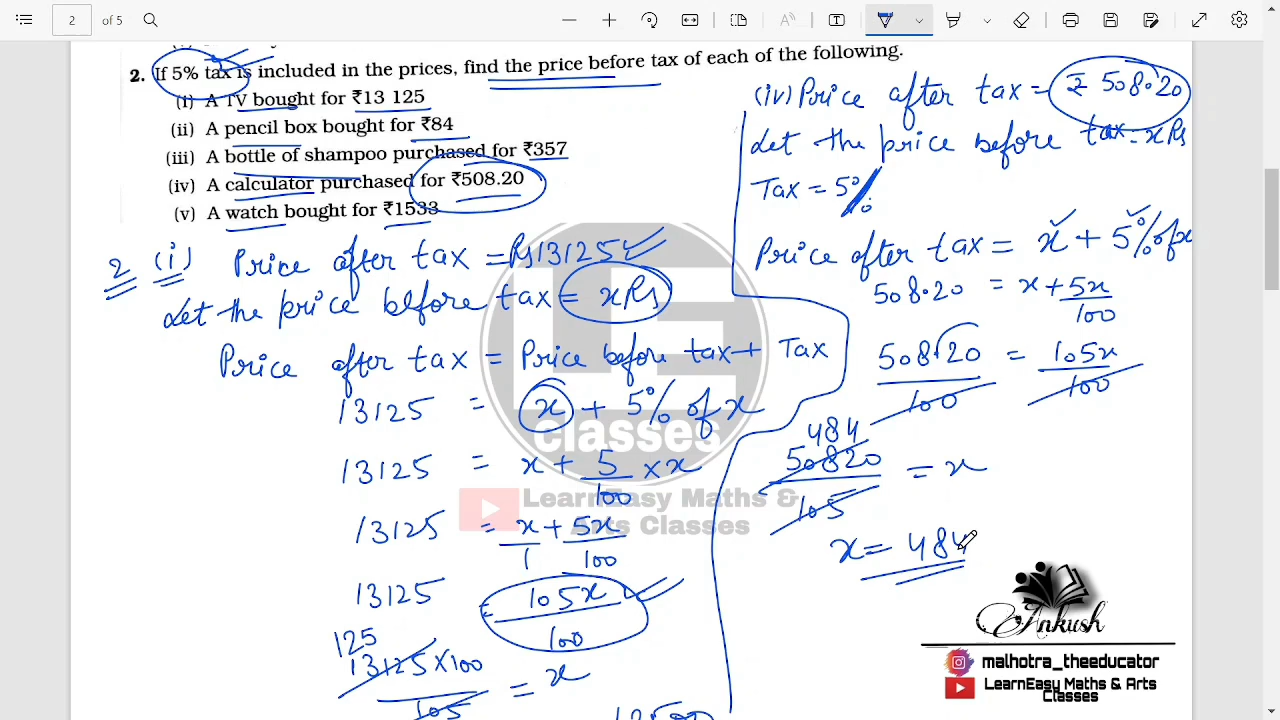 2
of 5
2. If 5% tax is included in the prices, find the price before tax of each of the following.
(i) A TV bought for ₹13 125
(ii) A pencil box bought for ₹84
(iii) A bottle of shampoo purchased for ₹357
(iv) A calculator purchased for ₹508.20
(v) A watch bought for ₹1533
2 (i) Price after tax = Rs13125
Let the price before tax = x Rs
Price after tax = Price before tax + Tax
13125 = x + 5% of x
13125 = x + 5/100 × x
13125 = x/1 + 5x/100
13125 = 105x/100
125
13125 × 100 / 105 = x
12500
(iv) Price after tax = ₹ 508.20
Let the price before tax = x Rs
Tax = 5%
Price after tax = x + 5% of x
508.20 = x + 5x/100
50820/100 = 105x/100
484
50820/105 = x
x = 484
classes
LearnEasy Maths &
Arts Classes
Ankush
malhotra_theeducator
LearnEasy Maths & Arts
Classes